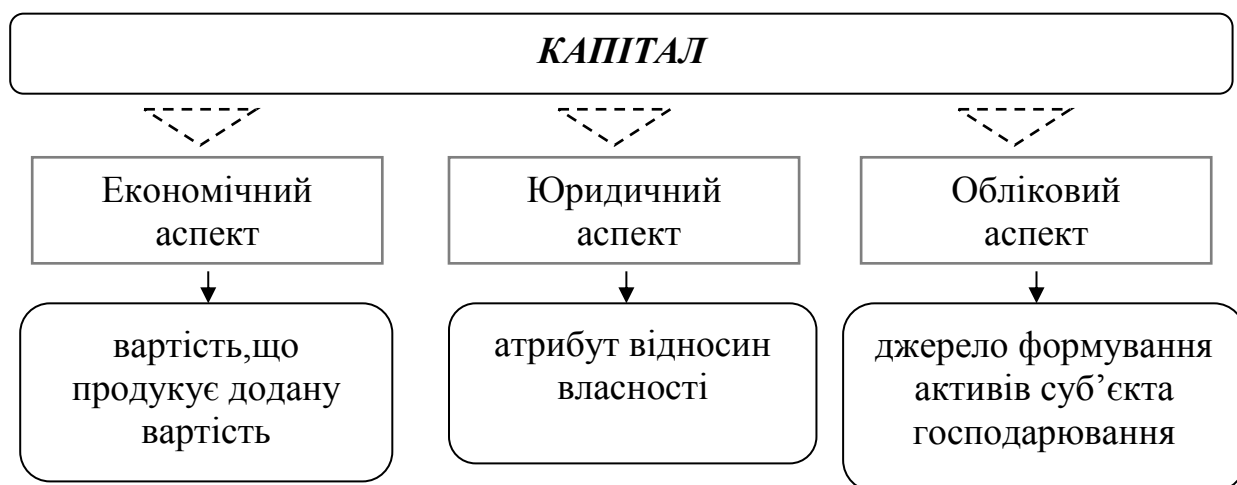 КАПІТАЛ
Економічний
аспект
Юридичний
аспект
Обліковий
аспект
вартість,що
продукує додану
вартість
атрибут відносин
власності
джерело формування
активів суб’єкта
господарювання